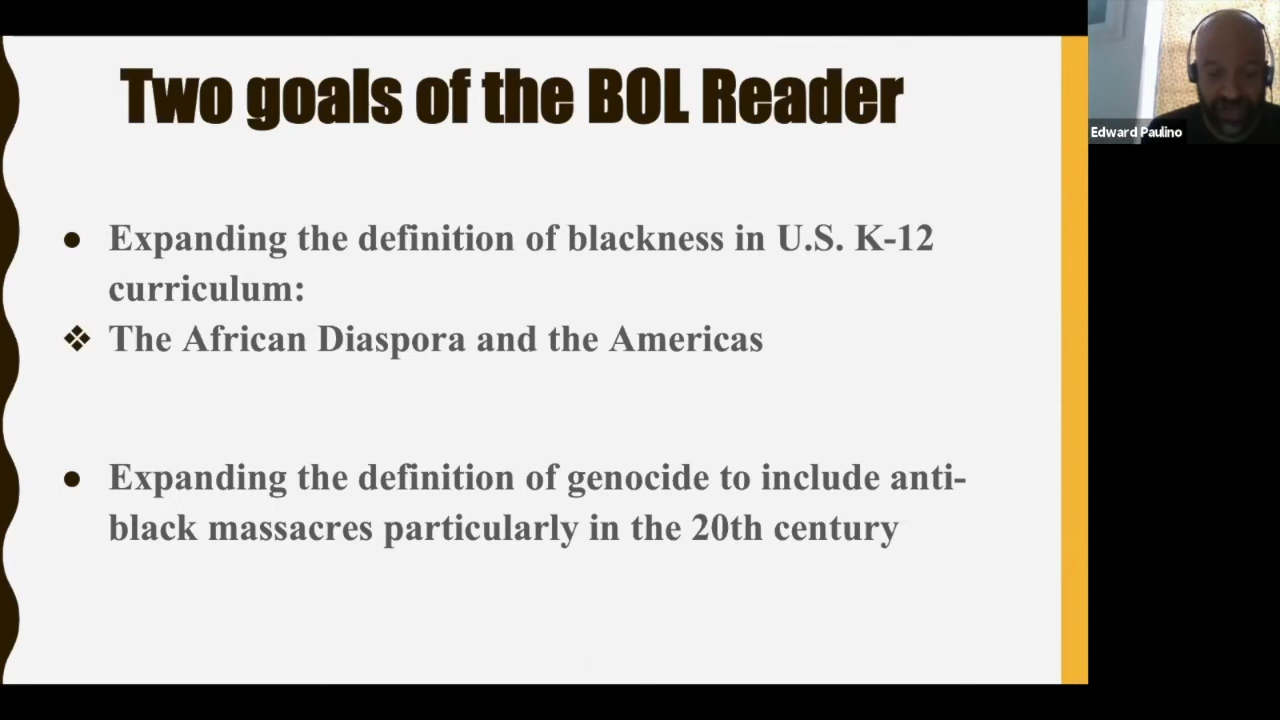 Two goals of the BOL Reader
● Expanding the definition of blackness in U.S. K-12
curriculum:
❖ The African Diaspora and the Americas
● Expanding the definition of genocide to include anti-
black massacres particularly in the 20th century
Edward Paulino